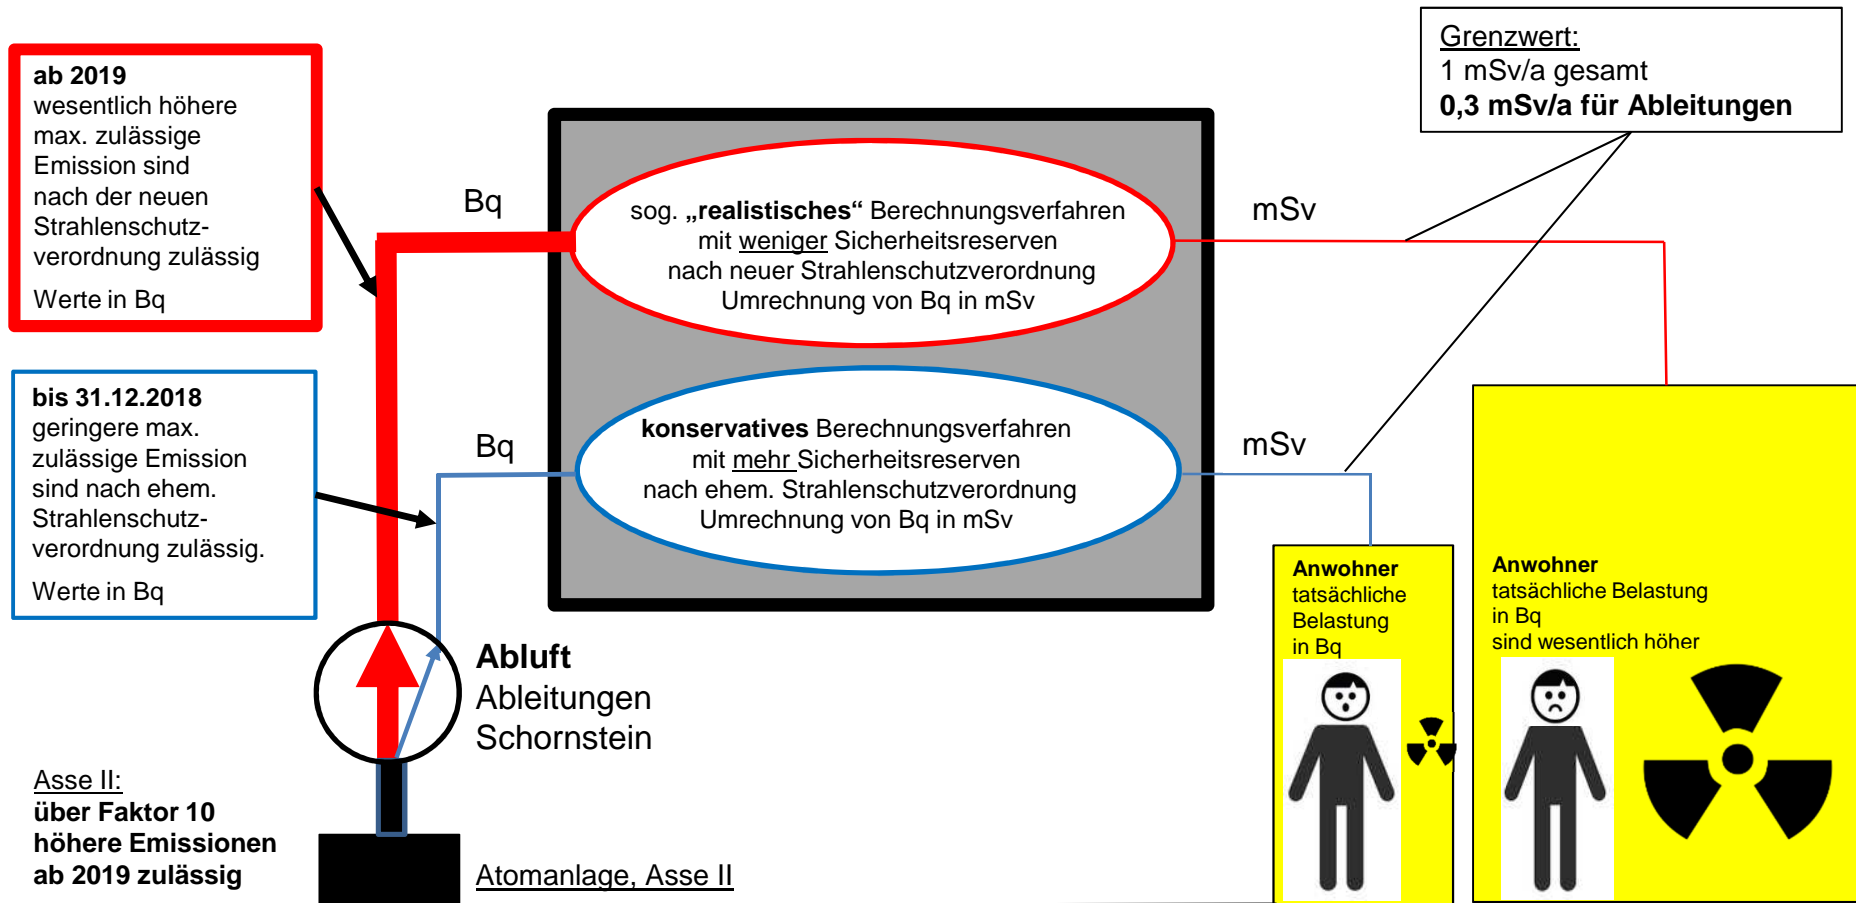 ab 2019
wesentlich höhere
max. zulässige
Emission sind
nach der neuen
Strahlenschutz-
verordnung zulässig
Werte in Bq
bis 31.12.2018
geringere max.
zulässige Emission
sind nach ehem.
Strahlenschutz-
verordnung zulässig.
Werte in Bq
Bq
sog. „realistisches“ Berechnungsverfahren
mit weniger Sicherheitsreserven
nach neuer Strahlenschutzverordnung
Umrechnung von Bq in mSv
mSv
Bq
konservatives Berechnungsverfahren
mit mehr Sicherheitsreserven
nach ehem. Strahlenschutzverordnung
Umrechnung von Bq in mSv
mSv
Grenzwert:
1 mSv/a gesamt
0,3 mSv/a für Ableitungen
Anwohner
tatsächliche
Belastung
in Bq
Anwohner
tatsächliche Belastung
in Bq
sind wesentlich höher
Abluft
Ableitungen
Schornstein
Asse II:
über Faktor 10
höhere Emissionen
ab 2019 zulässig
Atomanlage, Asse II